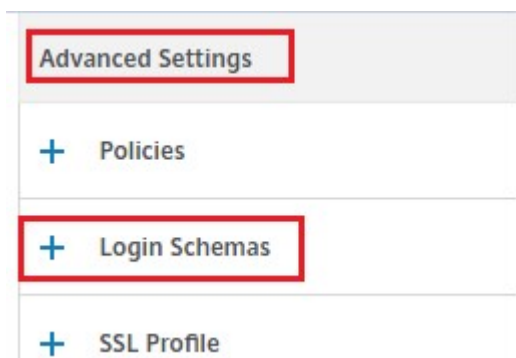 Advanced Settings
+ Policies
+ Login Schemas
+ SSL Profile